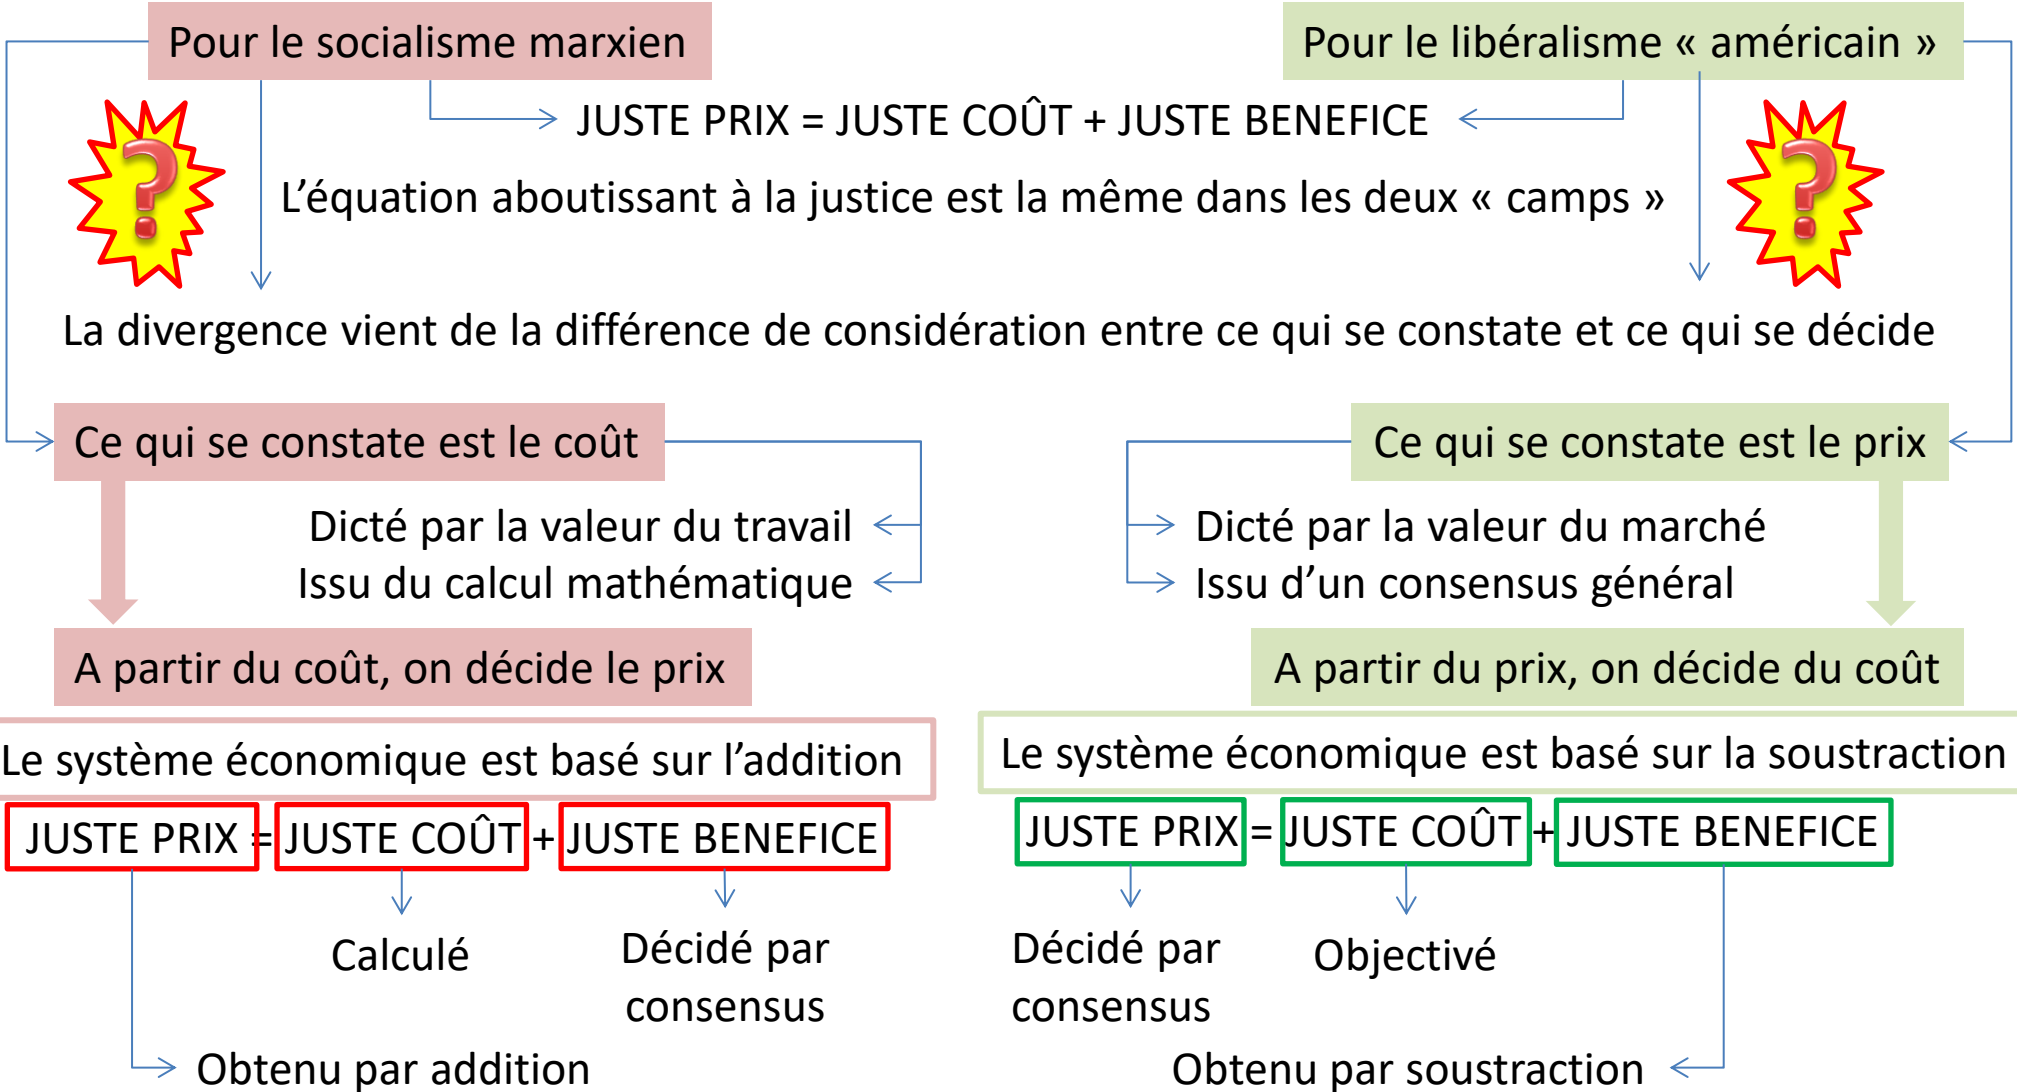 Pour le socialisme marxien
Pour le libéralisme « américain »
JUSTE PRIX = JUSTE COÛT + JUSTE BENEFICE
?
?
L’équation aboutissant à la justice est la même dans les deux « camps »
La divergence vient de la différence de considération entre ce qui se constate et ce qui se décide
Ce qui se constate est le coût
Dicté par la valeur du travail
Issu du calcul mathématique
A partir du coût, on décide le prix
Le système économique est basé sur l’addition
JUSTE PRIX = JUSTE COÛT + JUSTE BENEFICE
Calculé
Décidé par
consensus
Obtenu par addition
Ce qui se constate est le prix
Dicté par la valeur du marché
Issu d’un consensus général
A partir du prix, on décide du coût
Le système économique est basé sur la soustraction
JUSTE PRIX = JUSTE COÛT + JUSTE BENEFICE
Décidé par
consensus
Objectivé
Obtenu par soustraction